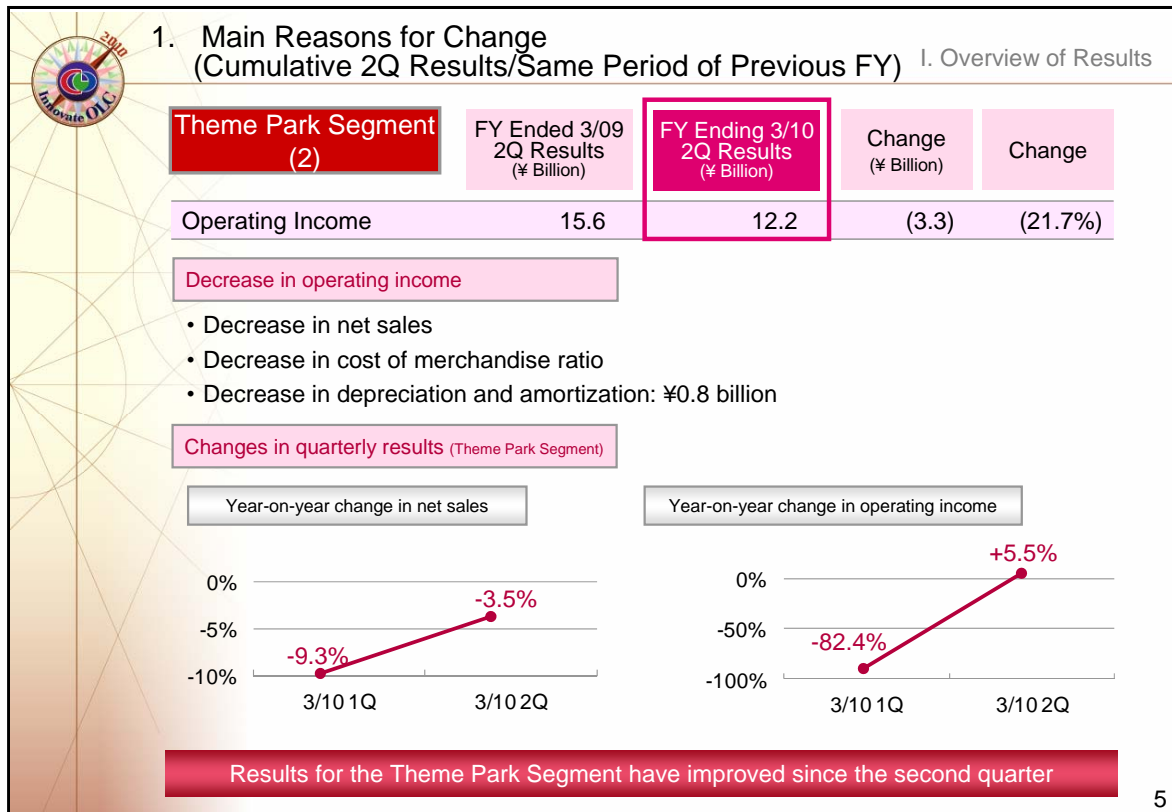 2010
Innovate OLC
1. Main Reasons for Change
(Cumulative 2Q Results/Same Period of Previous FY)
I. Overview of Results
Theme Park Segment
(2)
FY Ended 3/09
2Q Results
(¥ Billion)
FY Ending 3/10
2Q Results
(¥ Billion)
Change
(¥ Billion)
Change
Operating Income 15.6 12.2 (3.3) (21.7%)
Decrease in operating income
• Decrease in net sales
• Decrease in cost of merchandise ratio
• Decrease in depreciation and amortization: ¥0.8 billion
Changes in quarterly results (Theme Park Segment)
Year-on-year change in net sales
0%
-5%
-10%
-9.3%
-3.5%
3/10 1Q 3/10 2Q
Year-on-year change in operating income
0%
-50%
-100%
-82.4%
+5.5%
3/10 1Q 3/10 2Q
Results for the Theme Park Segment have improved since the second quarter
5